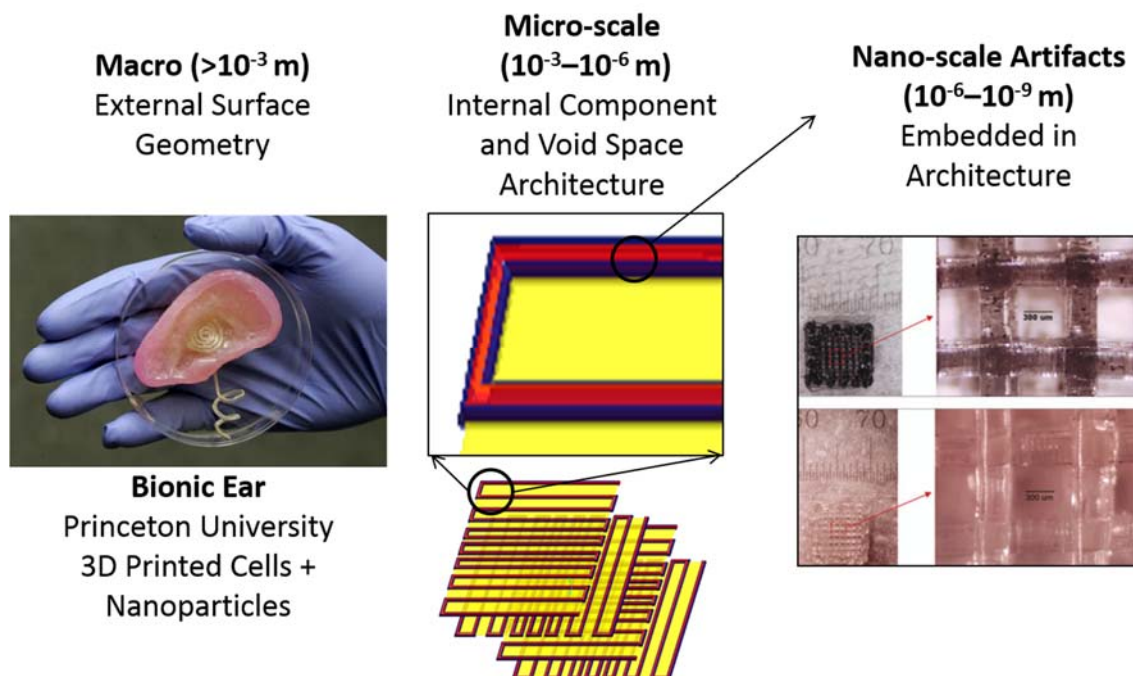 Macro (>10⁻³ m)
External Surface
Geometry
Bionic Ear
Princeton University
3D Printed Cells +
Nanoparticles
Micro-scale
(10⁻³–10⁻⁶ m)
Internal Component
and Void Space
Architecture
Nano-scale Artifacts
(10⁻⁶–10⁻⁹ m)
Embedded in
Architecture
70
300 um
70
300 um